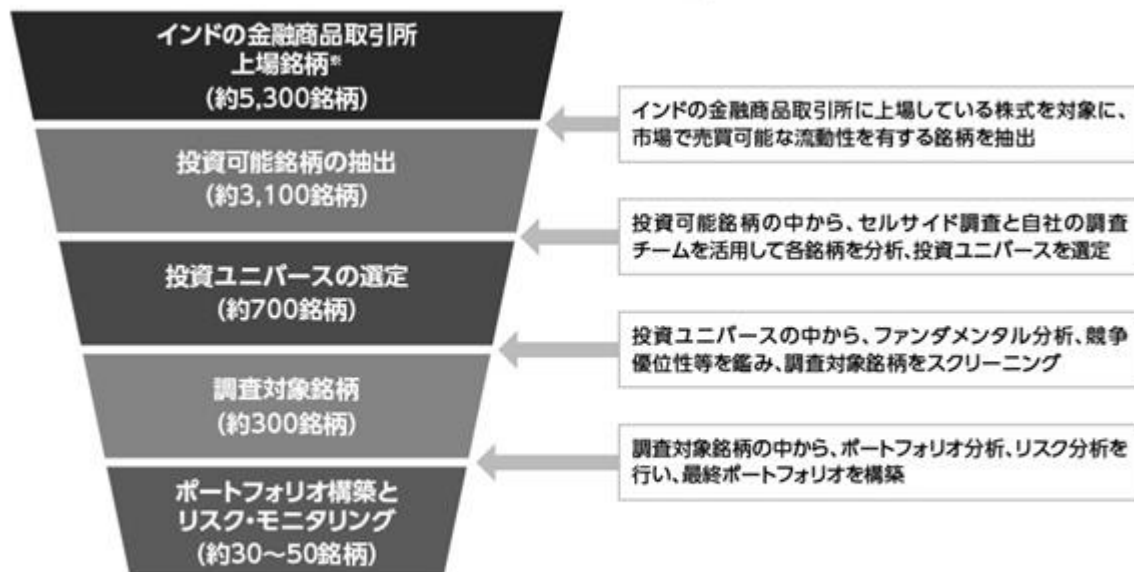 インドの金融商品取引所
上場銘柄※
(約5,300銘柄)
インドの金融商品取引所に上場している株式を対象に、
市場で売買可能な流動性を有する銘柄を抽出
投資可能銘柄の抽出
(約3,100銘柄)
投資可能銘柄の中から、セルサイド調査と自社の調査
チームを活用して各銘柄を分析、投資ユニバースを選定
投資ユニバースの選定
(約700銘柄)
投資ユニバースの中から、ファンダメンタル分析、競争
優位性等を鑑み、調査対象銘柄をスクリーニング
調査対象銘柄
(約300銘柄)
調査対象銘柄の中から、ポートフォリオ分析、リスク分析を
行い、最終ポートフォリオを構築
ポートフォリオ構築と
リスク・モニタリング
(約30～50銘柄)